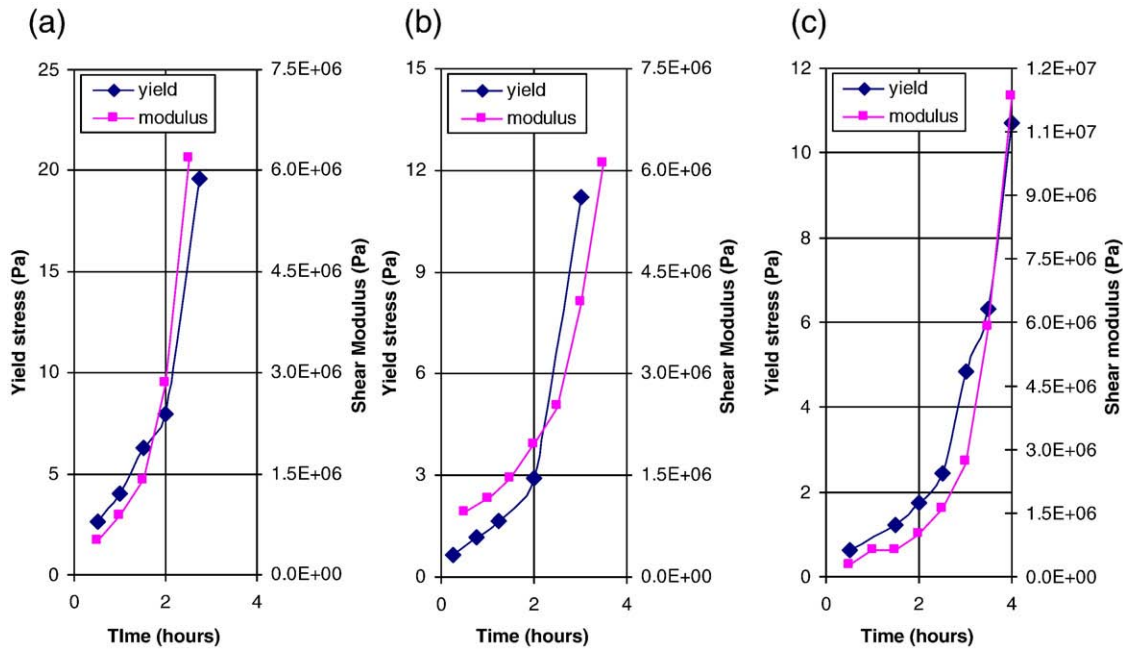 (a)
25
20
15
10
5
0
Yield stress (Pa)
yield
modulus
7.5E+06
6.0E+06
4.5E+06
3.0E+06
1.5E+06
0.0E+00
Shear Modulus (Pa)
0 2 4
TIme (hours)
(b)
15
12
9
6
3
0
Yield stress (Pa)
yield
modulus
7.5E+06
6.0E+06
4.5E+06
3.0E+06
1.5E+06
0.0E+00
Shear Modulus (Pa)
0 2 4
Time (hours)
(c)
12
10
8
6
4
2
0
Yield stress (Pa)
yield
modulus
1.2E+07
1.1E+07
9.0E+06
7.5E+06
6.0E+06
4.5E+06
3.0E+06
1.5E+06
0.0E+00
Shear modulus (Pa)
0 2 4
Time (hours)